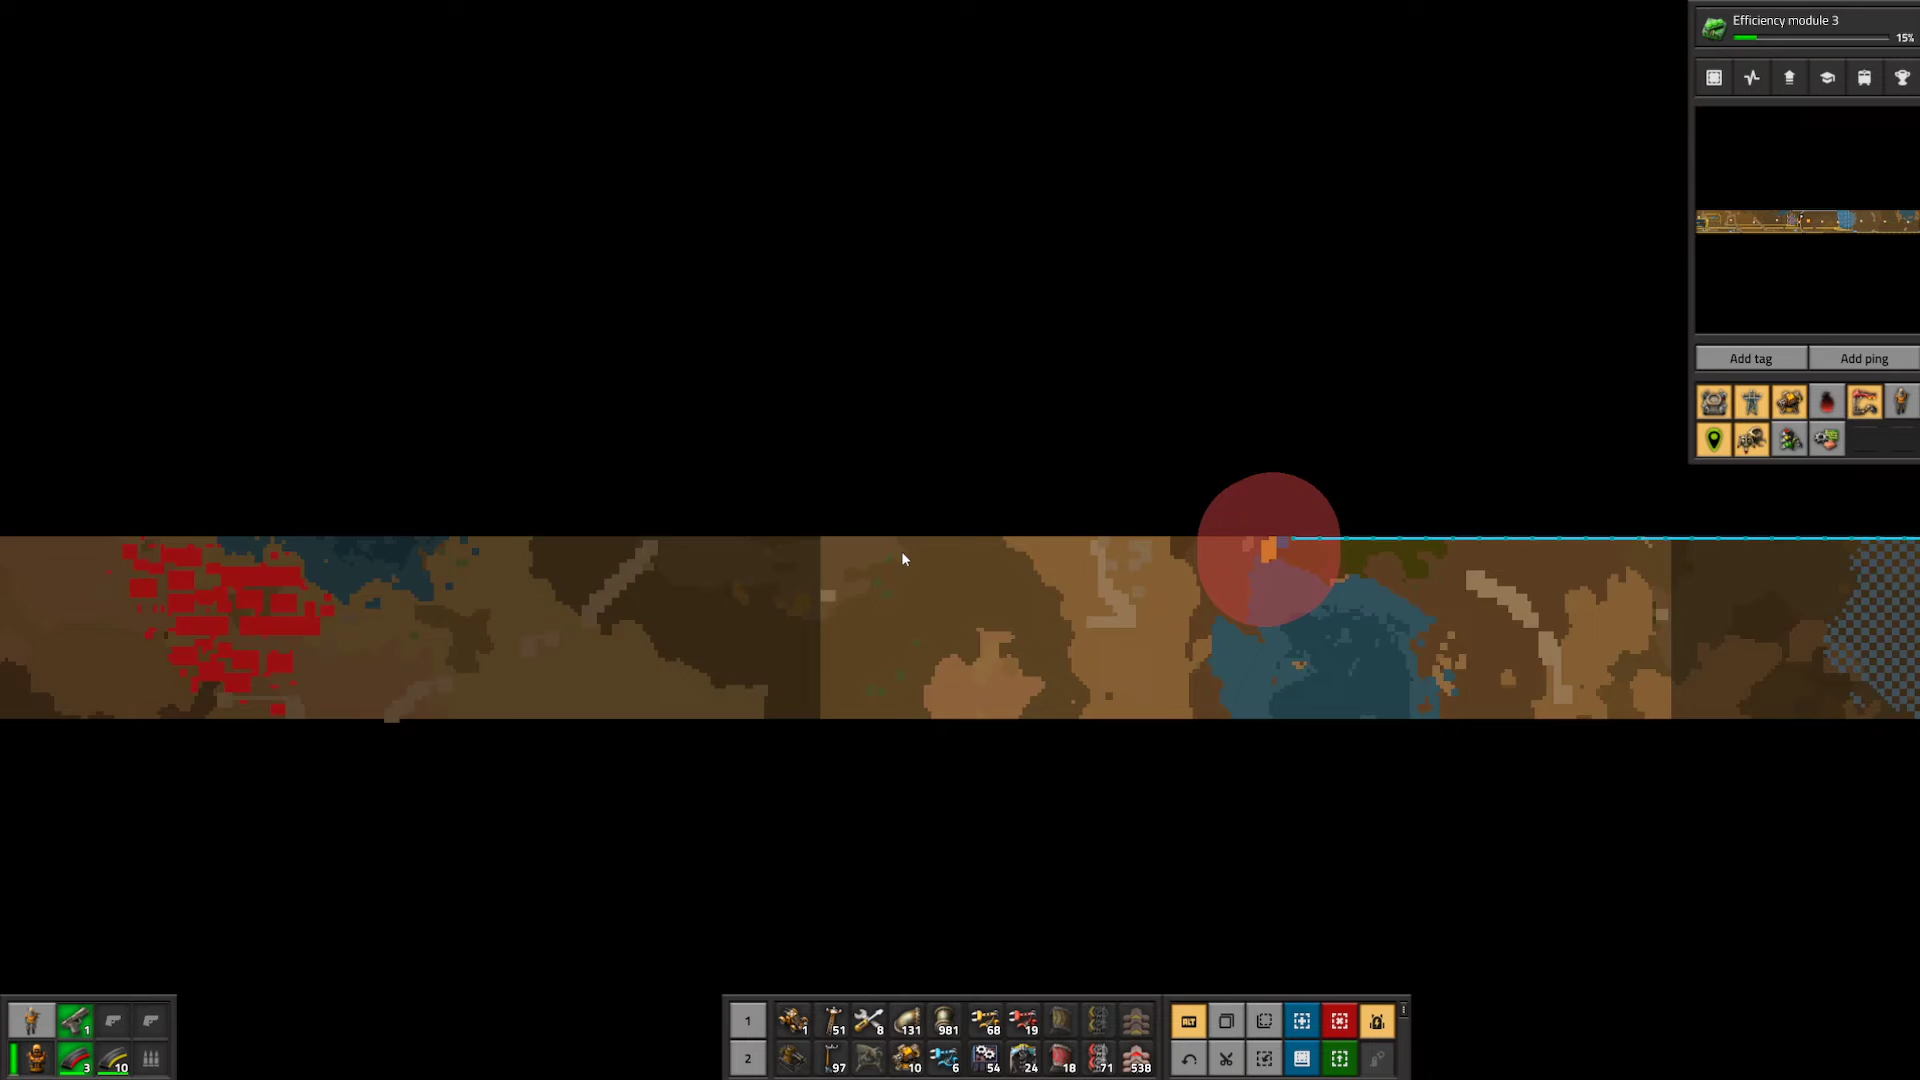 Efficiency module 3
15%
Add tag
Add ping
1
1 51 8 131 981 68 19
ALT
1
2
97 10 6 54 24 18 71 538
3 10